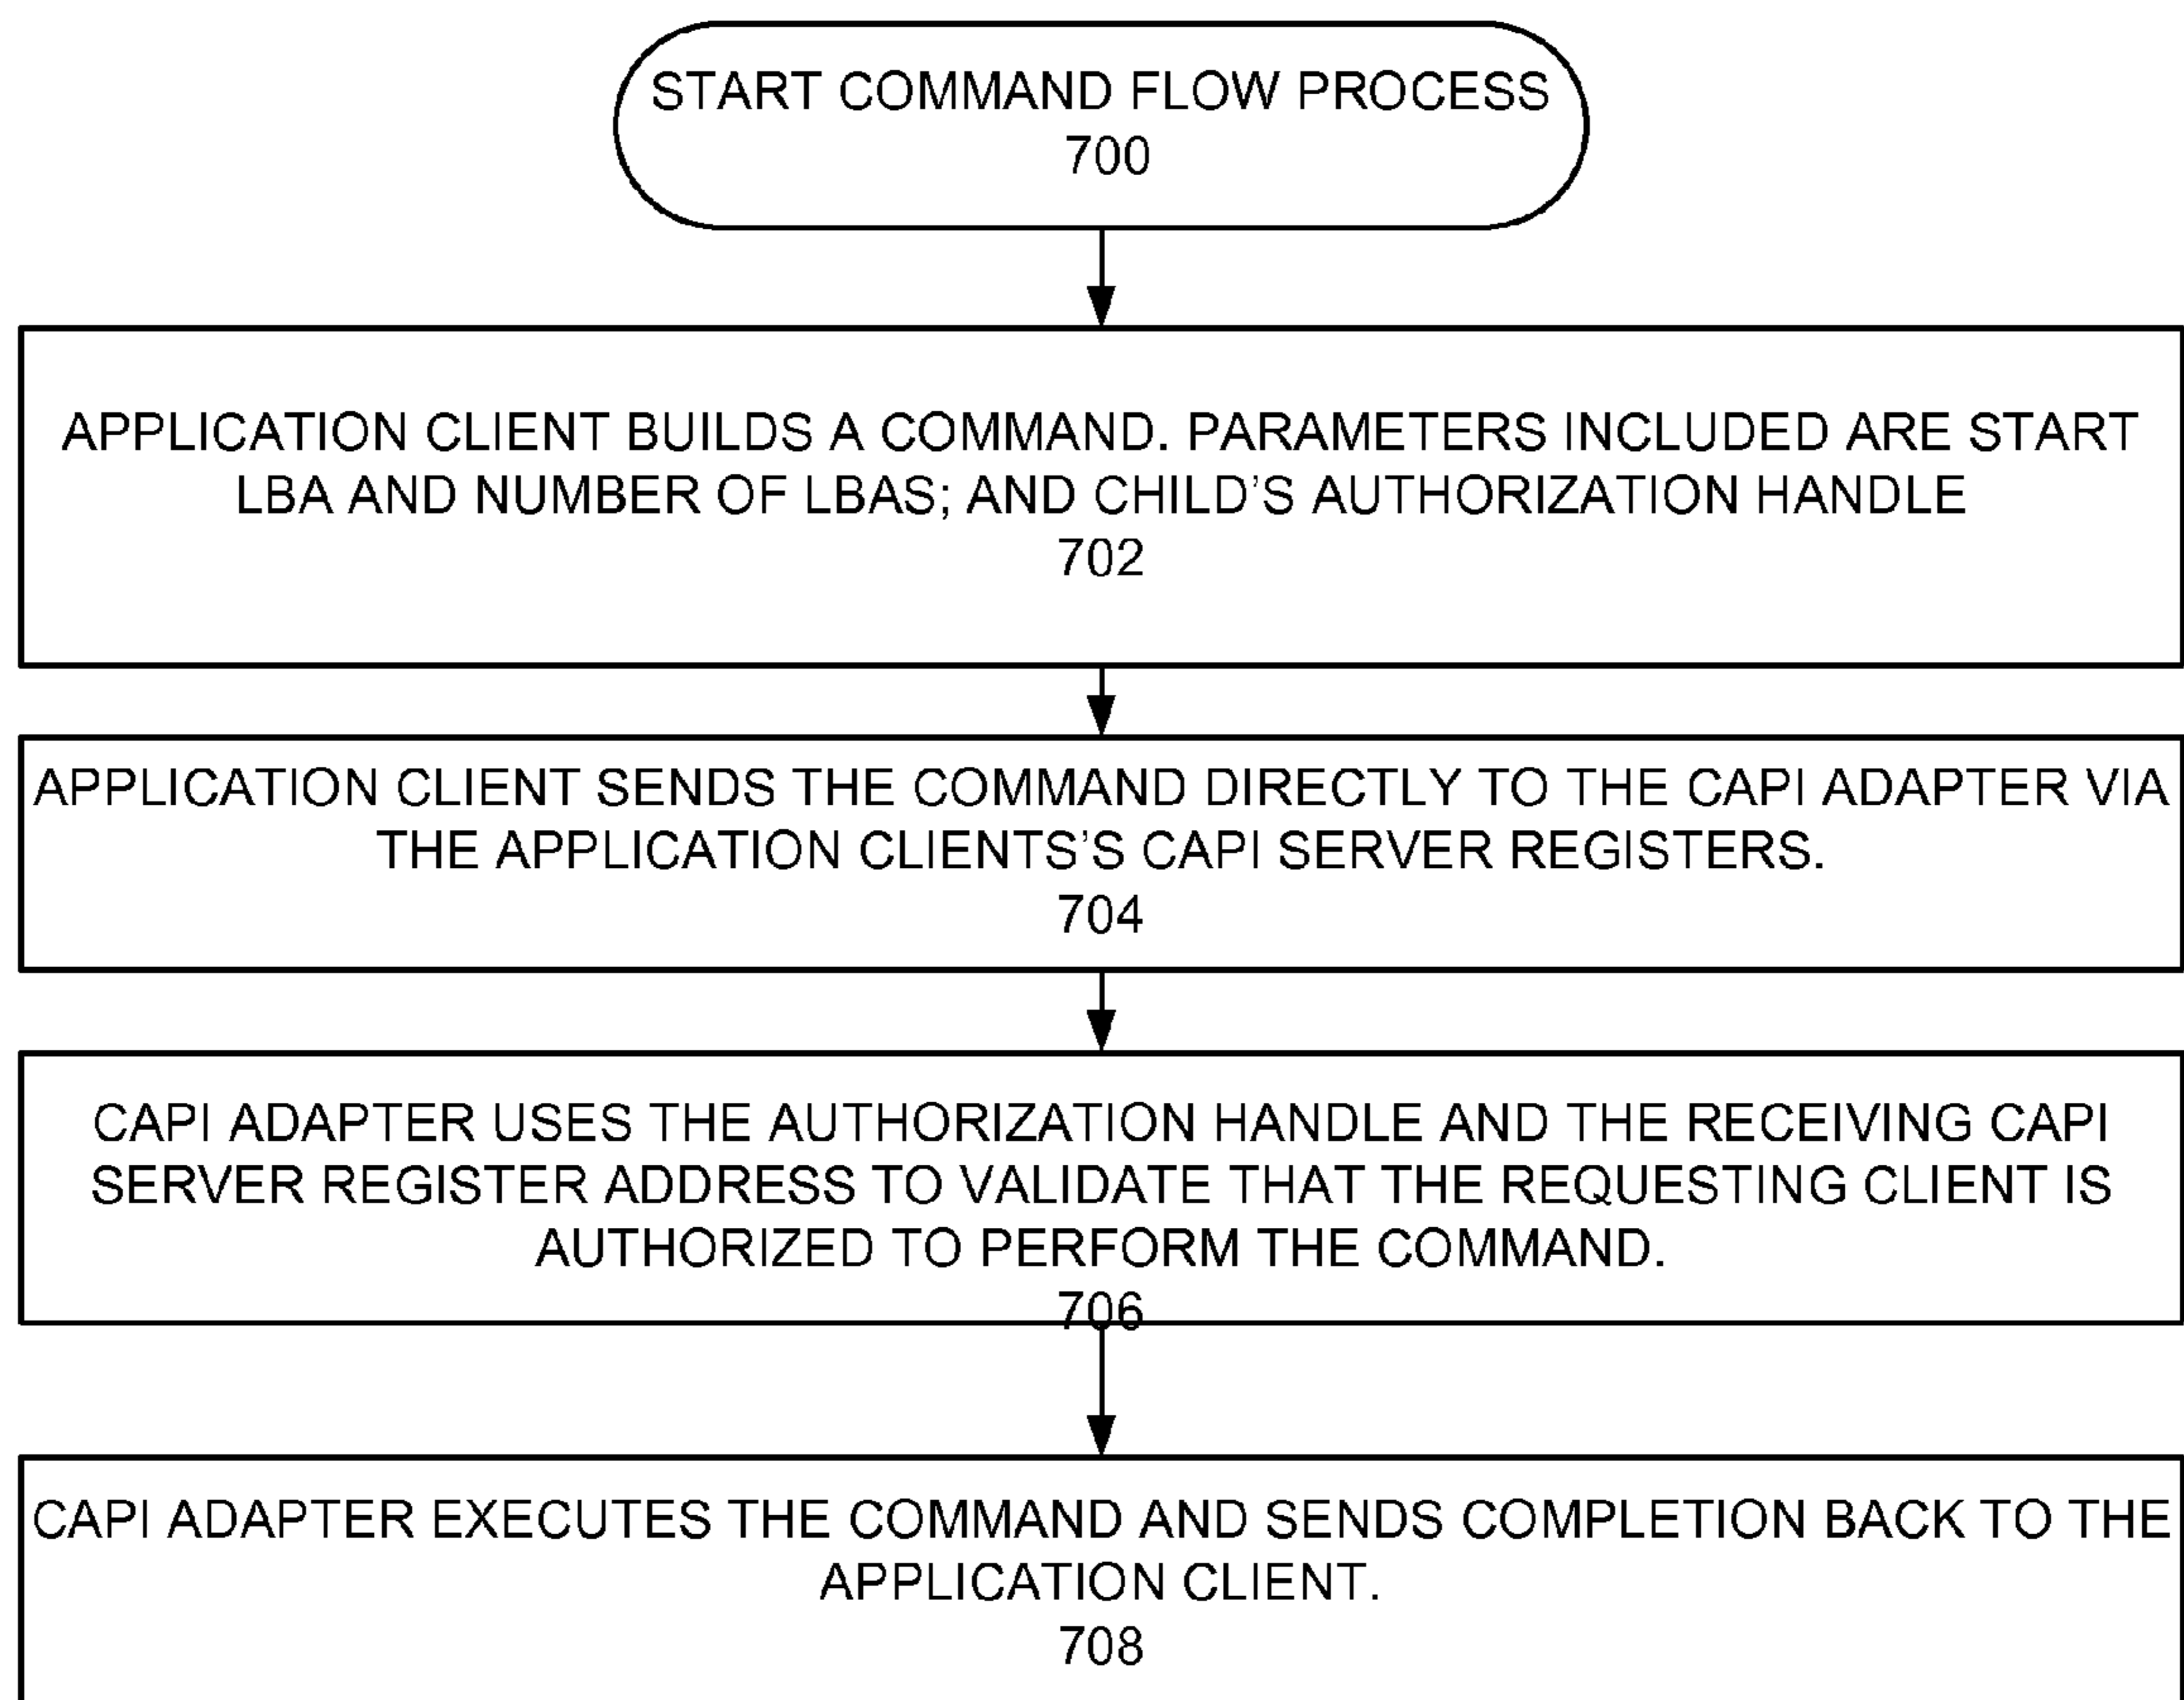 START COMMAND FLOW PROCESS
700
APPLICATION CLIENT BUILDS A COMMAND. PARAMETERS INCLUDED ARE START
LBA AND NUMBER OF LBAS; AND CHILD'S AUTHORIZATION HANDLE
702
APPLICATION CLIENT SENDS THE COMMAND DIRECTLY TO THE CAPI ADAPTER VIA
THE APPLICATION CLIENTS'S CAPI SERVER REGISTERS.
704
CAPI ADAPTER USES THE AUTHORIZATION HANDLE AND THE RECEIVING CAPI
SERVER REGISTER ADDRESS TO VALIDATE THAT THE REQUESTING CLIENT IS
AUTHORIZED TO PERFORM THE COMMAND.
706
CAPI ADAPTER EXECUTES THE COMMAND AND SENDS COMPLETION BACK TO THE
APPLICATION CLIENT.
708